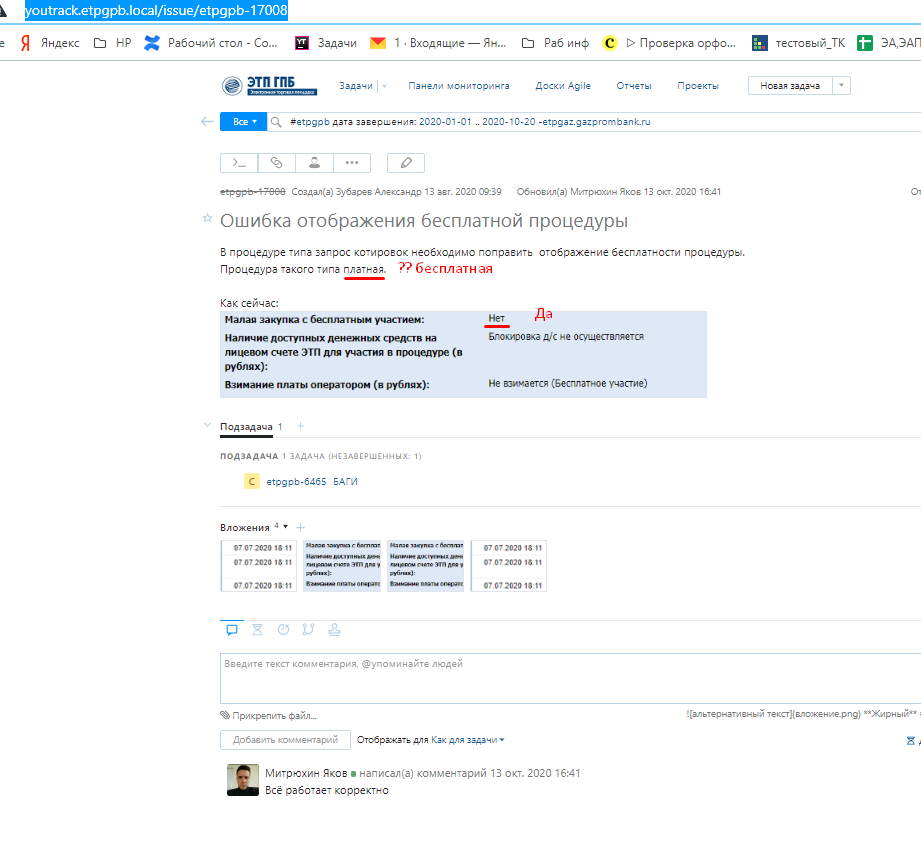 youtrack.etpgpb.local/issue/etpgpb-17008
е Яндекс HP Рабочий стол - Со... Задачи 1 · Входящие — Ян... Раб инф ▷ Проверка орфо... тестовый_ТК ЭА,ЭАП
ЭТП ГПБ
Электронная торговая площадка
Задачи Панели мониторинга Доски Agile Отчеты Проекты Новая задача
Все #etpgpb дата завершения: 2020-01-01 .. 2020-10-20 -etpgaz.gazprombank.ru
etpgpb-17008 Создал(а) Зубарев Александр 13 авг. 2020 09:39 Обновил(а) Митрюхин Яков 13 окт. 2020 16:41 От
Ошибка отображения бесплатной процедуры
В процедуре типа запрос котировок необходимо поправить отображение бесплатности процедуры.
Процедура такого типа платная. ?? бесплатная
Как сейчас:
Малая закупка с бесплатным участием: Нет Да
Наличие доступных денежных средств на Блокировка д/с не осуществляется
лицевом счете ЭТП для участия в процедуре (в
рублях):
Взимание платы оператором (в рублях): Не взимается (Бесплатное участие)
Подзадача 1 +
ПОДЗАДАЧА 1 ЗАДАЧА (НЕЗАВЕРШЕННЫХ: 1)
С etpgpb-6465 БАГИ
Вложения 4 +
07.07.2020 18:11 Малая закупка с бесплат Малая закупка с бесплат 07.07.2020 18:11
07.07.2020 18:11 Наличие доступных дене Наличие доступных дене 07.07.2020 18:11
лицевом счете ЭТП для у лицевом счете ЭТП для у
рублях): рублях):
07.07.2020 18:11 Взимание платы операто Взимание платы операто 07.07.2020 18:11
Введите текст комментария, @упоминайте людей
Прикрепить файл... ![альтернативный текст](вложение.png) **Жирный**
Добавить комментарий Отображать для Как для задачи
Митрюхин Яков написал(а) комментарий 13 окт. 2020 16:41
Всё работает корректно